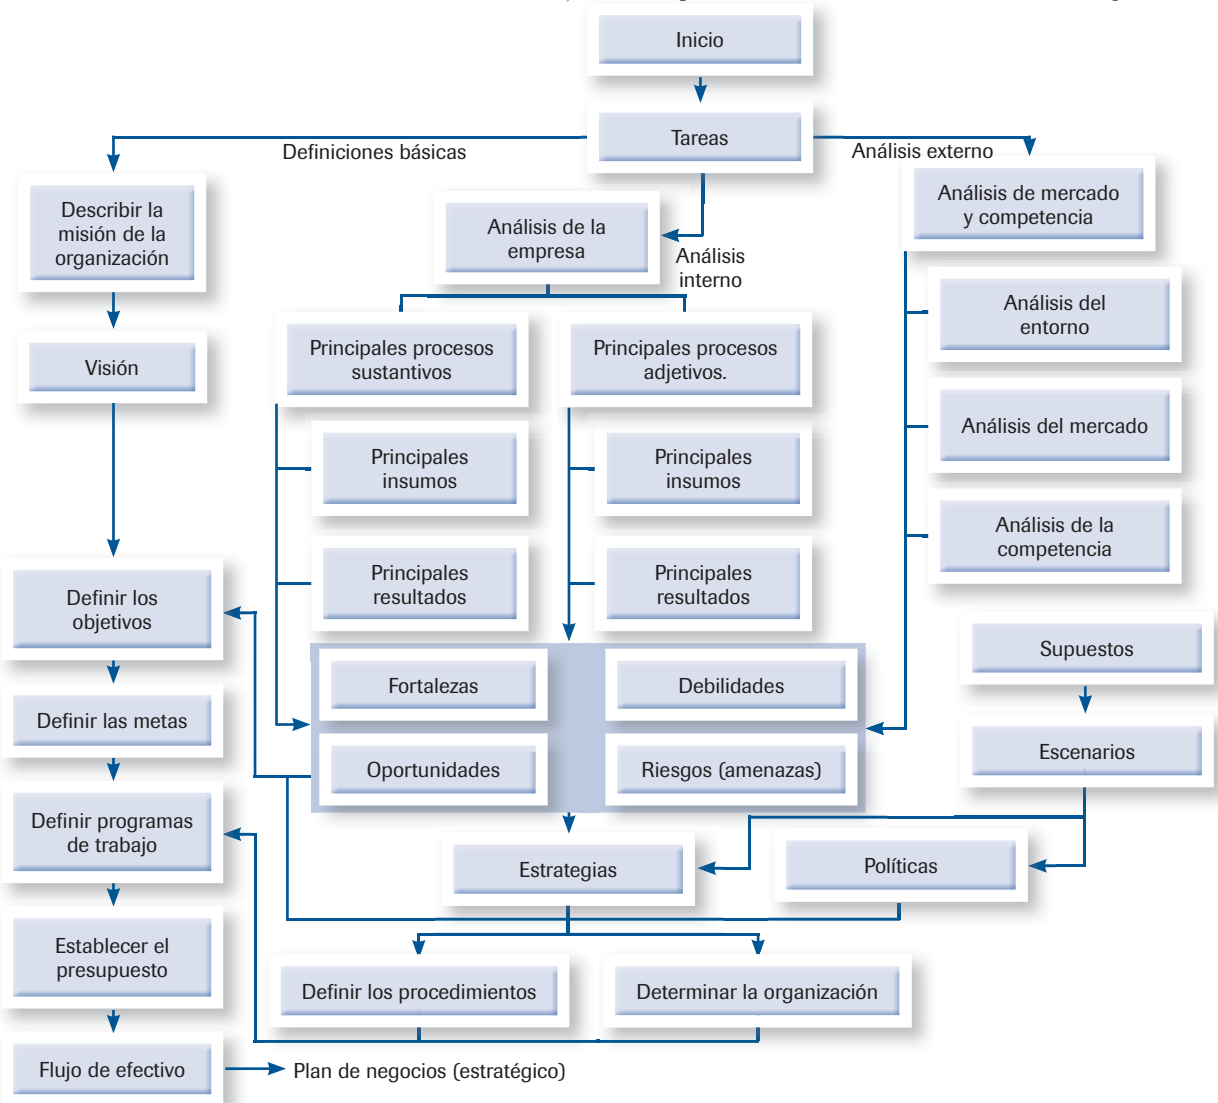 Inicio
Tareas
Definiciones básicas
Análisis externo
Describir la
misión de la
organización
Análisis de la
empresa
Análisis
interno
Análisis de mercado
y competencia
Visión
Principales procesos
sustantivos
Principales procesos
adjetivos.
Análisis del
entorno
Principales
insumos
Principales
insumos
Análisis del mercado
Principales
resultados
Principales
resultados
Análisis de la
competencia
Definir los
objetivos
Fortalezas
Debilidades
Supuestos
Definir las metas
Oportunidades
Riesgos (amenazas)
Escenarios
Definir programas
de trabajo
Estrategias
Políticas
Establecer el
presupuesto
Definir los procedimientos
Determinar la organización
Flujo de efectivo
Plan de negocios (estratégico)